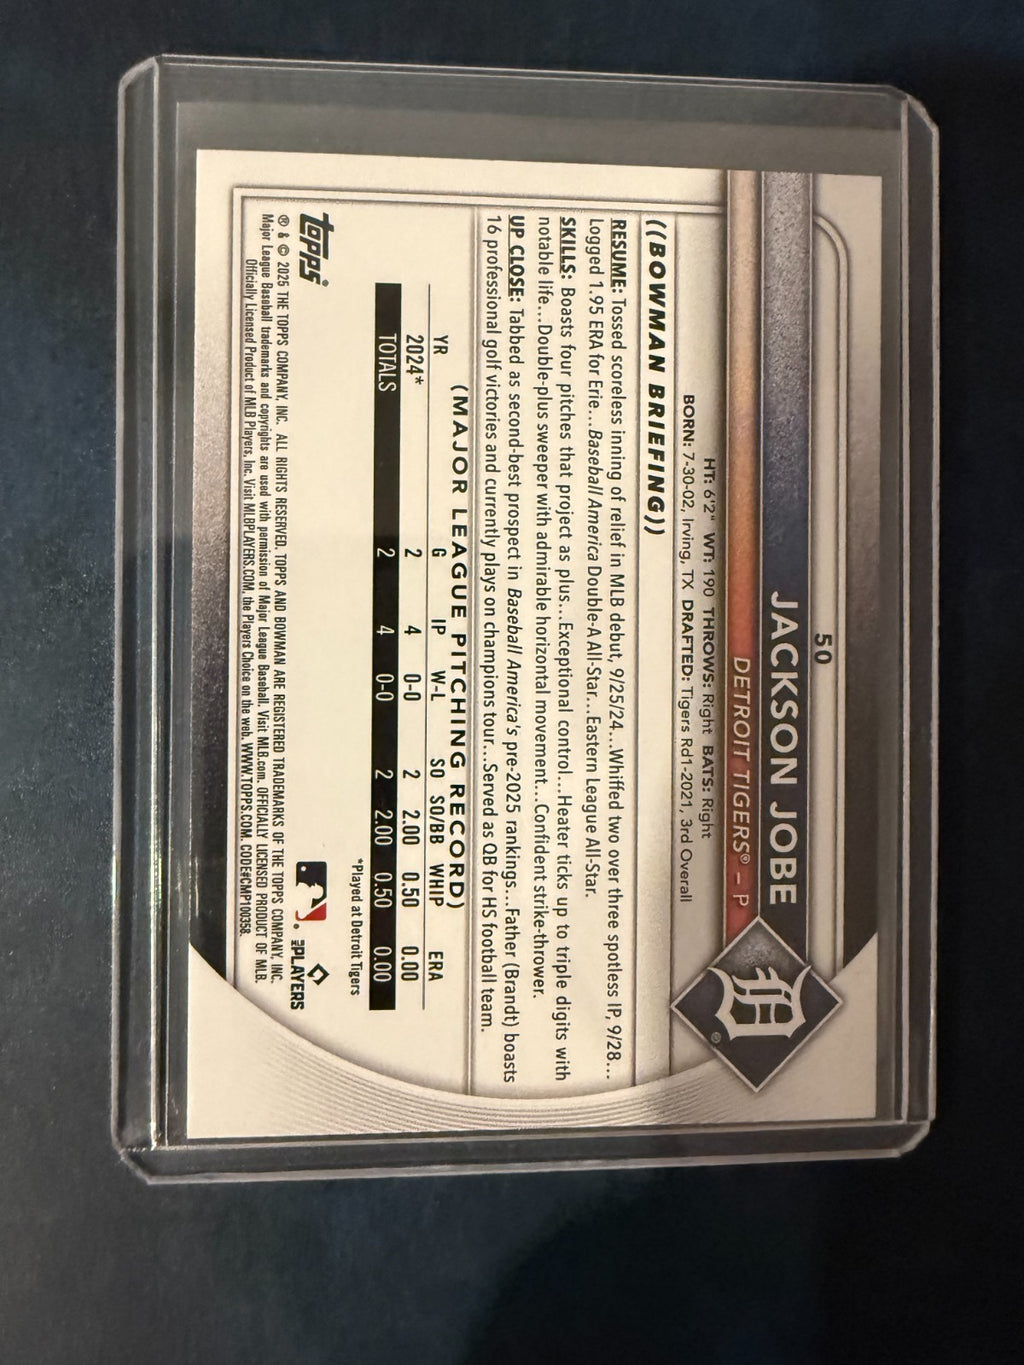 50
JACKSON JOBE
DETROIT TIGERS® – P
HT: 6'2" WT: 190 THROWS: Right BATS: Right
BORN: 7-30-02, Irving, TX DRAFTED: Tigers Rd1-2021, 3rd Overall
((BOWMAN BRIEFING))
RESUME: Tossed scoreless inning of relief in MLB debut, 9/25/24...Whiffed two over three spotless IP, 9/28...
Logged 1.95 ERA for Erie...Baseball America Double-A All-Star...Eastern League All-Star.
SKILLS: Boasts four pitches that project as plus...Exceptional control...Heater ticks up to triple digits with
notable life...Double-plus sweeper with admirable horizontal movement...Confident strike-thrower.
UP CLOSE: Tabbed as second-best prospect in Baseball America's pre-2025 rankings...Father (Brandt) boasts
16 professional golf victories and currently plays on champions tour...Served as QB for HS football team.
(MAJOR LEAGUE PITCHING RECORD)
YR G IP W-L SO SO/BB WHIP ERA
2024* 2 4 0-0 2 2.00 0.50 0.00
TOTALS 2 4 0-0 2 2.00 0.50 0.00
*Played at Detroit Tigers
topps
PLAYERS
® & © 2025 THE TOPPS COMPANY, INC. ALL RIGHTS RESERVED. TOPPS AND BOWMAN ARE REGISTERED TRADEMARKS OF THE TOPPS COMPANY, INC.
Major League Baseball trademarks and copyrights are used with permission of Major League Baseball. Visit MLB.com. OFFICIALLY LICENSED PRODUCT OF MLB.
Officially Licensed Product of MLB Players, Inc. Visit MLBPLAYERS.COM, the Players Choice on the web. WWW.TOPPS.COM. CODE#CMP100358.